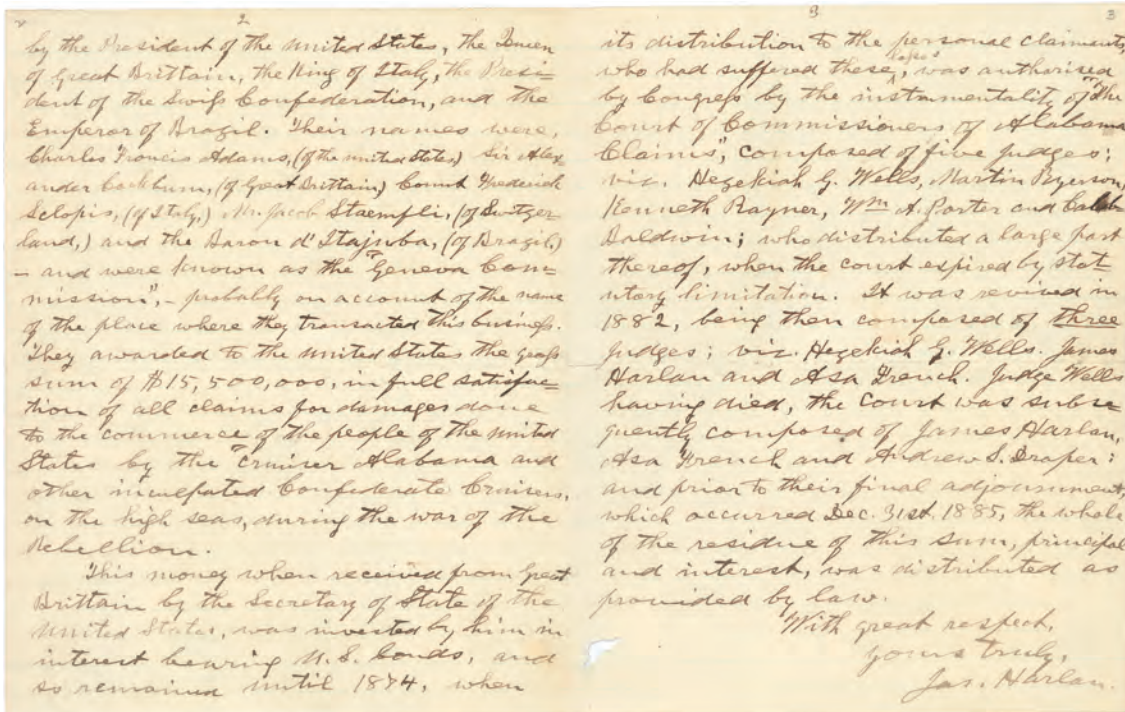 2
by the President of the United States, the Queen
of Great Brittain, the King of Italy, the Presi=
dent of the Swiss Confederation, and the
Emperor of Brazil. Their names were,
Charles Francis Adams, (of the United States,) Sir Alex
ander Cockburn, (of Great Brittain,) Count Frederick
Sclopis, (of Italy,) Mr. Jacob Staempli, (of Switzer-
land,) and the Baron d'Itajuba, (of Brazil,)
– and were known as the "Geneva Com=
mission", – probably on account of the name
of the place where they transacted this business.
They awarded to the United States the gross
sum of $15,500,000, in full satisfac=
tion of all claims for damages done
to the commerce of the people of the United
States by the "Cruiser Alabama and
other inculpated Confederate Cruisers,
on the high seas, during the war of the
Rebellion.
This money when received from Great
Brittain by the Secretary of State of the
United States, was invested by him in
interest bearing U.S. bonds, and
so remained until 1874, when
3
3
its distribution to the personal claiments,
who had suffered these loses, was authorised
by Congress by the instrumentality of "The
Court of Commissioners of Alabama
Claims", composed of five judges;
viz. Hezekiah G. Wells, Martin Ryerson,
Kenneth Rayner, Wm A. Porter and Caleb
Baldwin; who distributed a large part
thereof, when the court expired by stat-
utory limitation. It was revised in
1882, being then composed of three
judges; viz. Hezekiah G. Wells. James
Harlan and Asa French. Judge Wells
having died, the Court was subse
quently composed of James Harlan,
Asa French and Andrew S. Draper:
and prior to their final adjournment,
which occurred Dec. 31st. 1885, the whole
of the residue of this sum, principal
and interest, was distributed as
provided by law.
With great respect,
yours truly,
Jas. Harlan.